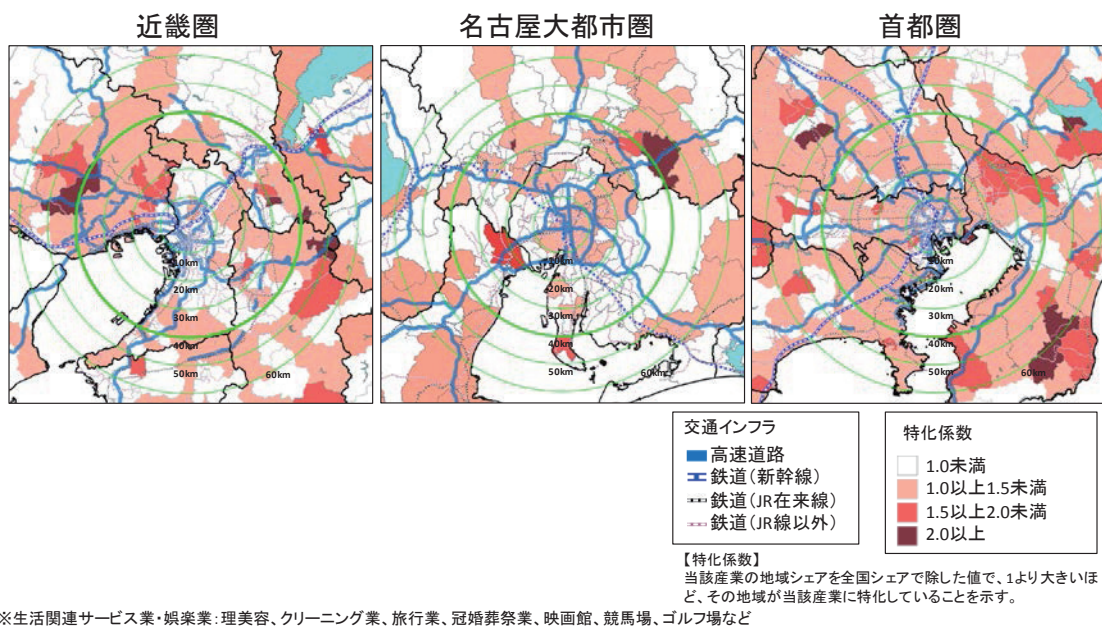 近畿圏
名古屋大都市圏
首都圏
10km
20km
30km
40km
50km
60km
10km
20km
30km
40km
50km
60km
20km
30km
40km
50km
60km
交通インフラ
高速道路
鉄道(新幹線)
鉄道(JR在来線)
鉄道(JR線以外)
特化係数
1.0未満
1.0以上1.5未満
1.5以上2.0未満
2.0以上
【特化係数】
当該産業の地域シェアを全国シェアで除した値で、1より大きいほ
ど、その地域が当該産業に特化していることを示す。
※生活関連サービス業・娯楽業:理美容、クリーニング業、旅行業、冠婚葬祭業、映画館、競馬場、ゴルフ場など